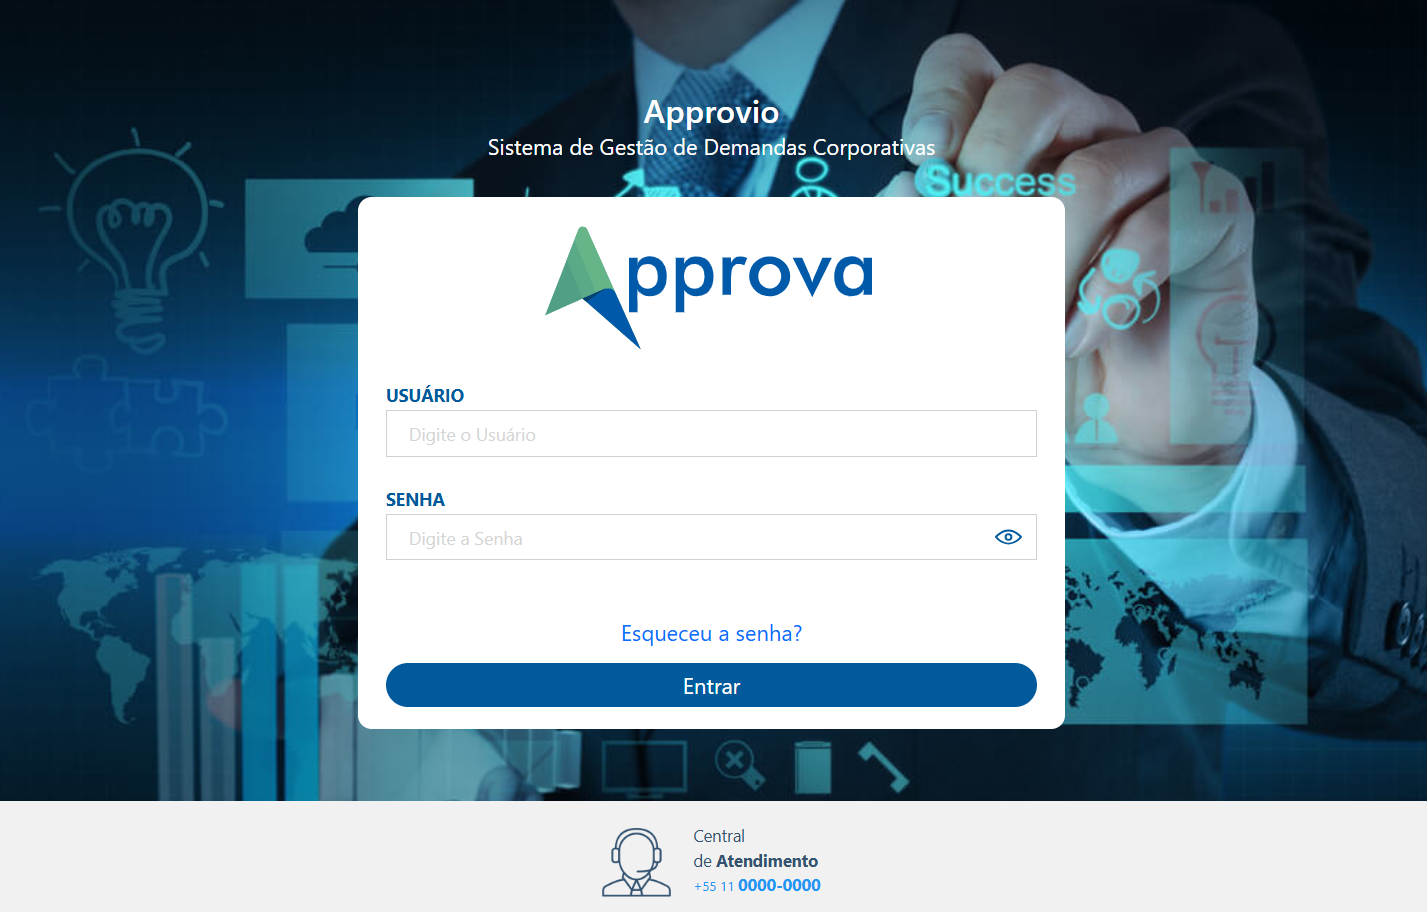 Approvio
Sistema de Gestão de Demandas Corporativas
Success
Approva
USUÁRIO
Digite o Usuário
SENHA
Digite a Senha
Esqueceu a senha?
Entrar
Central
de Atendimento
+55 11 0000-0000